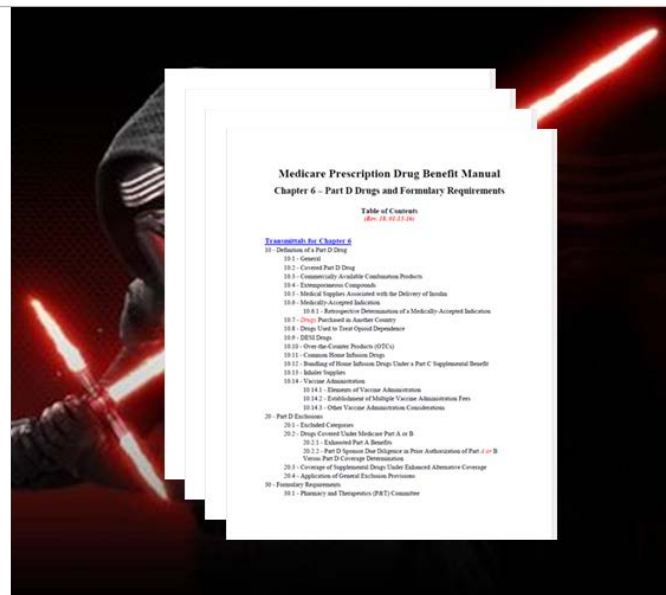 Medicare Prescription Drug Benefit Manual
Chapter 6 – Part D Drugs and Formulary Requirements
Table of Contents
(Rev. 18, 01-15-16)
Transmittals for Chapter 6
10 - Definition of a Part D Drug
10.1 - General
10.2 - Covered Part D Drug
10.3 - Commercially Available Combination Products
10.4 - Extemporaneous Compounds
10.5 - Medical Supplies Associated with the Delivery of Insulin
10.6 - Medically-Accepted Indication
10.6.1 - Retrospective Determination of a Medically-Accepted Indication
10.7 - Drugs Purchased in Another Country
10.8 - Drugs Used to Treat Opioid Dependence
10.9 - DESI Drugs
10.10 - Over-the-Counter Products (OTCs)
10.11 - Common Home Infusion Drugs
10.12 - Bundling of Home Infusion Drugs Under a Part C Supplemental Benefit
10.13 - Inhaler Supplies
10.14 - Vaccine Administration
10.14.1 - Elements of Vaccine Administration
10.14.2 - Establishment of Multiple Vaccine Administration Fees
10.14.3 - Other Vaccine Administration Considerations
20 - Part D Exclusions
20.1 - Excluded Categories
20.2 - Drugs Covered Under Medicare Part A or B
20.2.1 - Exhausted Part A Benefits
20.2.2 - Part D Sponsor Due Diligence in Prior Authorization of Part A or B
Versus Part D Coverage Determination
20.3 - Coverage of Supplemental Drugs Under Enhanced Alternative Coverage
20.4 - Application of General Exclusion Provisions
30 - Formulary Requirements
30.1 - Pharmacy and Therapeutics (P&T) Committee